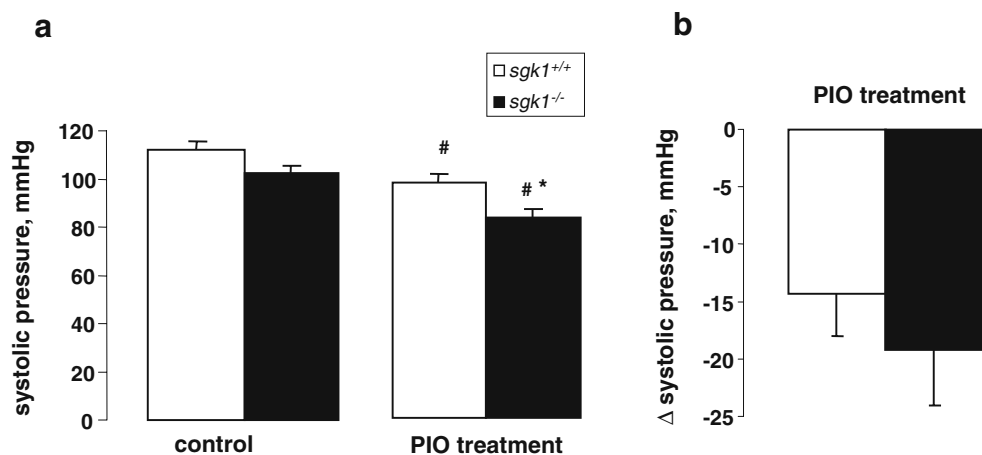 a
sgk1+/+
sgk1-/-
systolic pressure, mmHg
120
100
80
60
40
20
0
#
# *
control
PIO treatment
b
PIO treatment
Δ systolic pressure, mmHg
0
-5
-10
-15
-20
-25